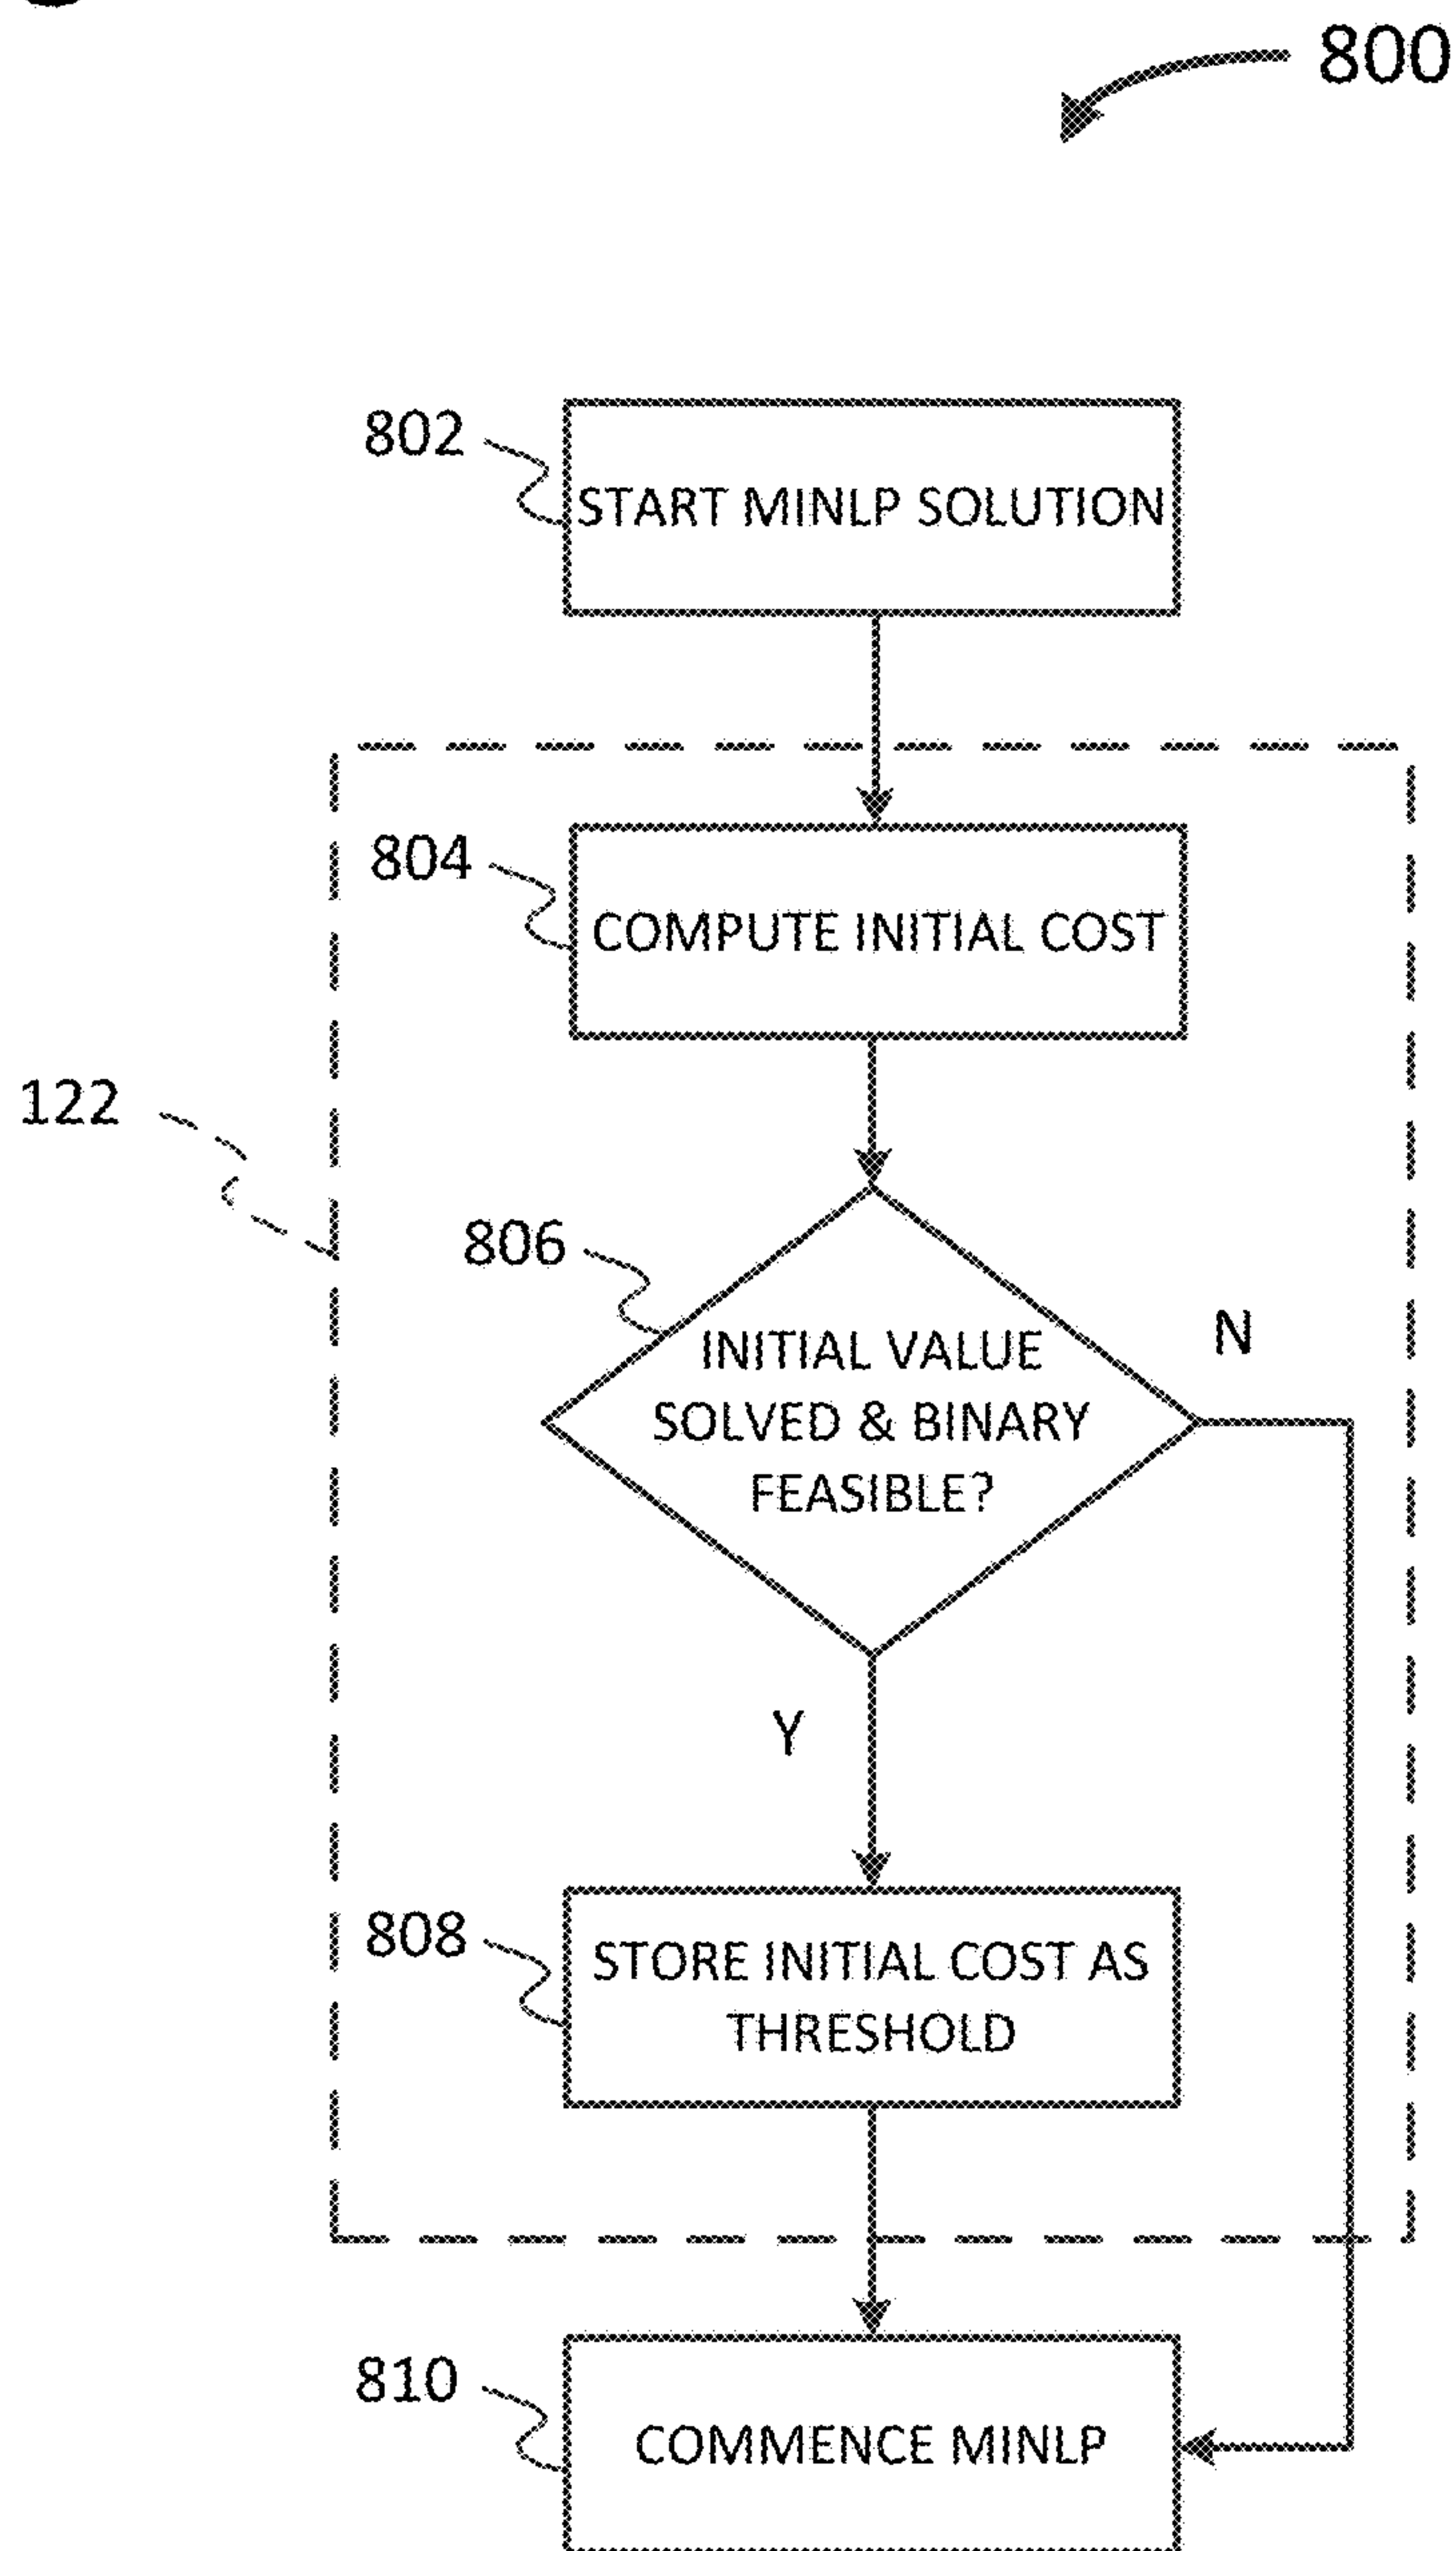 800
802
START MINLP SOLUTION
804
COMPUTE INITIAL COST
122
806
N
INITIAL VALUE
SOLVED & BINARY
FEASIBLE?
Y
808
STORE INITIAL COST AS
THRESHOLD
810
COMMENCE MINLP